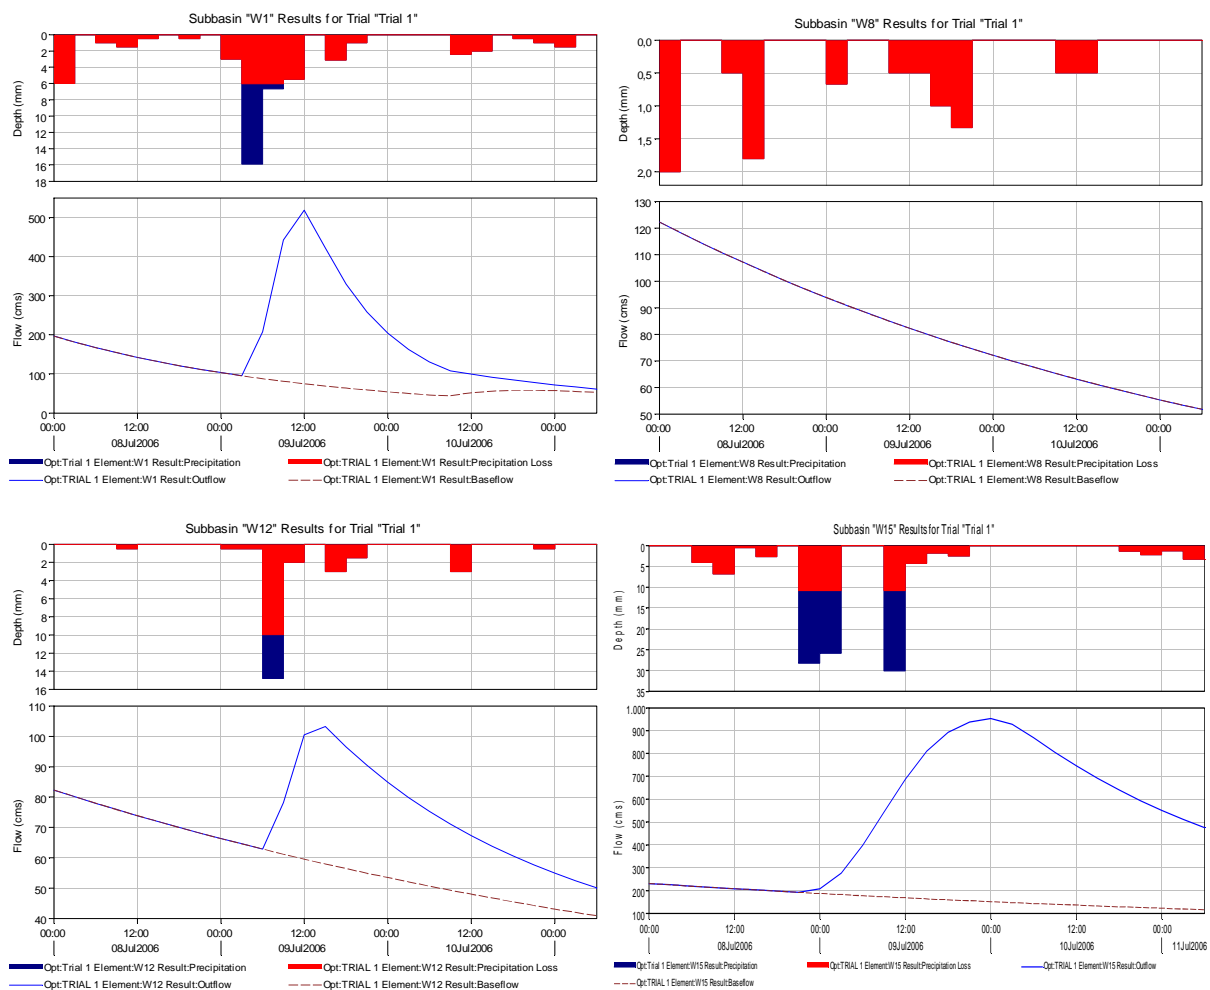 Subbasin "W1" Results for Trial "Trial 1"
0
2
4
6
8
10
12
14
16
18
Depth (mm)
500
400
300
200
100
0
Flow (cms)
00:00 12:00 00:00 12:00 00:00 12:00 00:00
08Jul2006 09Jul2006 10Jul2006
Opt:Trial 1 Element:W1 Result:Precipitation Opt:TRIAL 1 Element:W1 Result:Precipitation Loss
Opt:TRIAL 1 Element:W1 Result:Outflow Opt:TRIAL 1 Element:W1 Result:Baseflow
Subbasin "W8" Results for Trial "Trial 1"
0,0
0,5
1,0
1,5
2,0
Depth (mm)
130
120
110
100
90
80
70
60
50
Flow (cms)
00:00 12:00 00:00 12:00 00:00 12:00 00:00
08Jul2006 09Jul2006 10Jul2006
Opt:Trial 1 Element:W8 Result:Precipitation Opt:TRIAL 1 Element:W8 Result:Precipitation Loss
Opt:TRIAL 1 Element:W8 Result:Outflow Opt:TRIAL 1 Element:W8 Result:Baseflow
Subbasin "W12" Results for Trial "Trial 1"
0
2
4
6
8
10
12
14
16
Depth (mm)
110
100
90
80
70
60
50
40
Flow (cms)
00:00 12:00 00:00 12:00 00:00 12:00 00:00
08Jul2006 09Jul2006 10Jul2006
Opt:Trial 1 Element:W12 Result:Precipitation Opt:TRIAL 1 Element:W12 Result:Precipitation Loss
Opt:TRIAL 1 Element:W12 Result:Outflow Opt:TRIAL 1 Element:W12 Result:Baseflow
Subbasin "W15" Results for Trial "Trial 1"
0
5
10
15
20
25
30
35
Depth (mm)
1.000
900
800
700
600
500
400
300
200
100
Flow (cms)
00:00 12:00 00:00 12:00 00:00 12:00 00:00
08Jul2006 09Jul2006 10Jul2006 11Jul2006
Opt:Trial 1 Element:W15 Result:Precipitation Opt:TRIAL 1 Element:W15 Result:Precipitation Loss Opt:TRIAL 1 Element:W15 Result:Outflow
Opt:TRIAL 1 Element:W15 Result:Baseflow